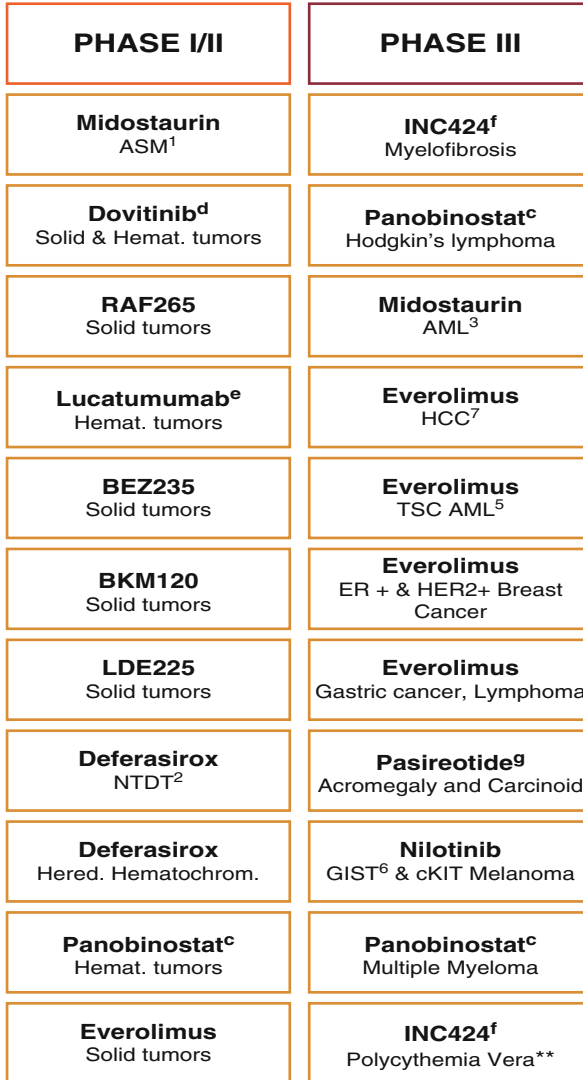 PHASE I/II
Midostaurin
ASM1
Dovitinibd
Solid & Hemat. tumors
RAF265
Solid tumors
Lucatumumabe
Hemat. tumors
BEZ235
Solid tumors
BKM120
Solid tumors
LDE225
Solid tumors
Deferasirox
NTDT2
Deferasirox
Hered. Hematochrom.
Panobinostatc
Hemat. tumors
Everolimus
Solid tumors
PHASE III
INC424f
Myelofibrosis
Panobinostatc
Hodgkin's lymphoma
Midostaurin
AML3
Everolimus
HCC7
Everolimus
TSC AML5
Everolimus
ER + & HER2+ Breast
Cancer
Everolimus
Gastric cancer, Lymphoma
Pasireotideg
Acromegaly and Carcinoid
Nilotinib
GIST6 & cKIT Melanoma
Panobinostatc
Multiple Myeloma
INC424f
Polycythemia Vera**